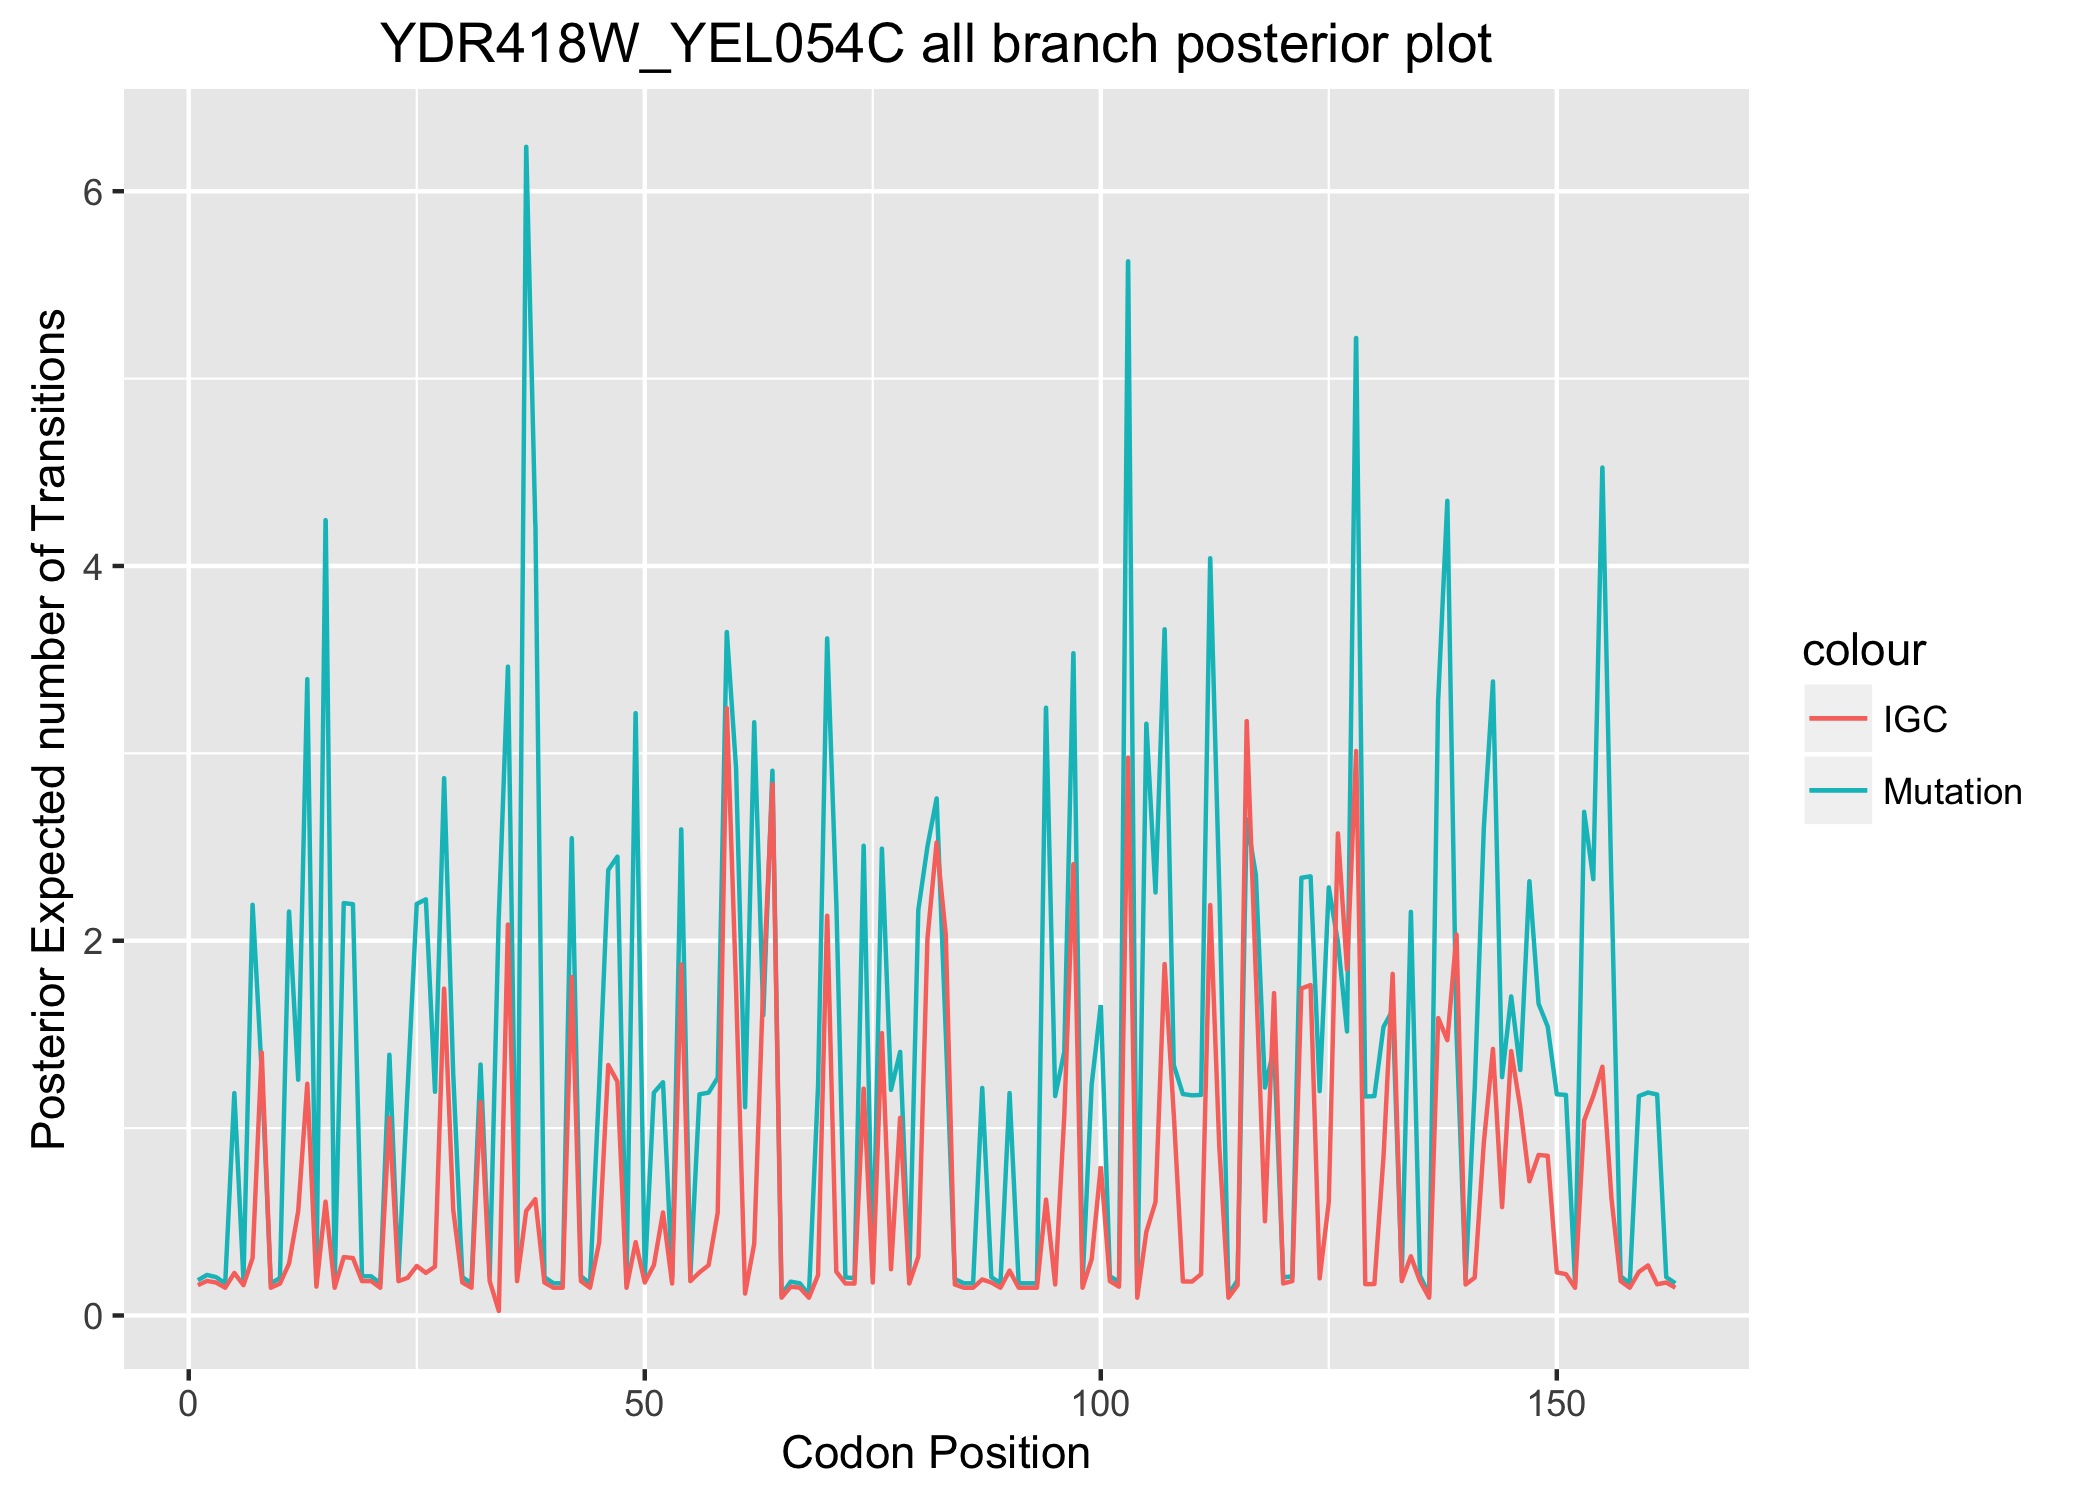 YDR418W_YEL054C all branch posterior plot
Posterior Expected number of Transitions
6
4
2
0
0
50
100
150
Codon Position
colour
IGC
Mutation